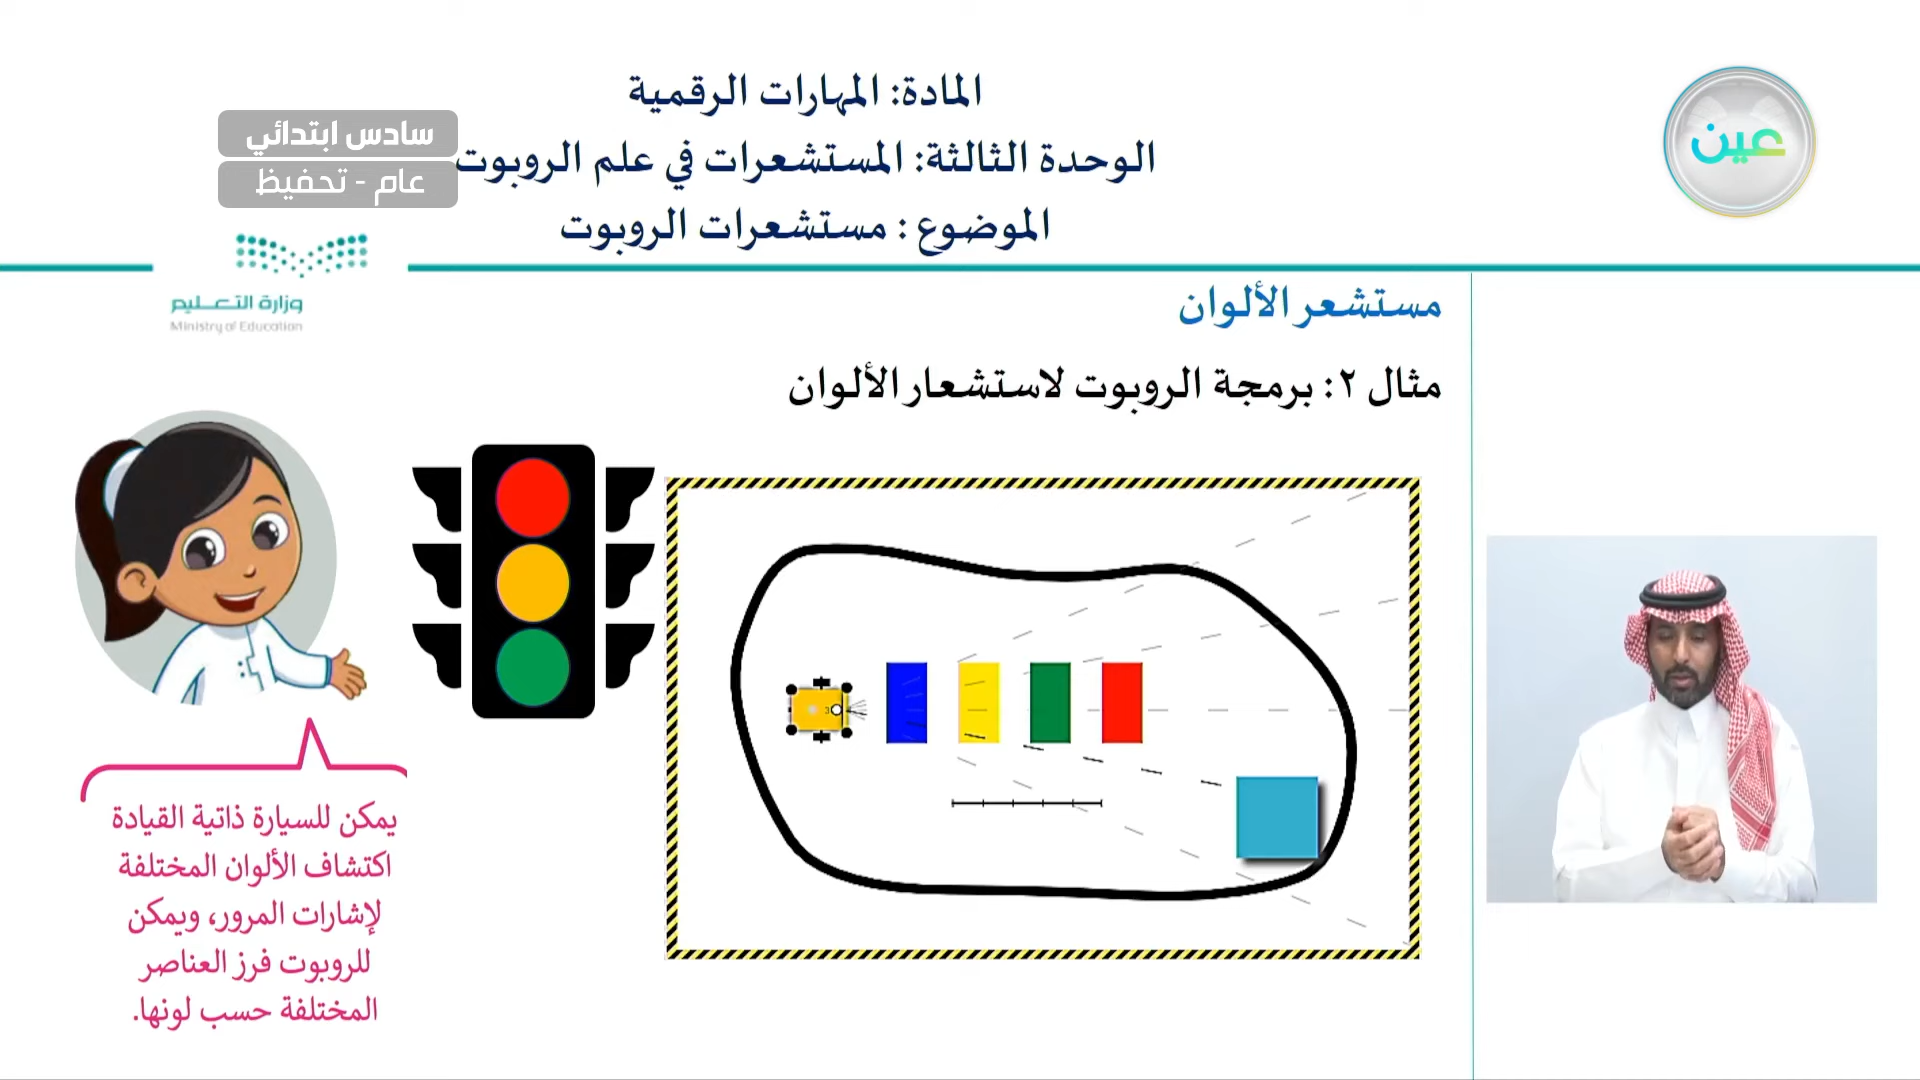 المادة: المهارات الرقمية
الوحدة الثالثة: المستشعرات في علم الروبوت
الموضوع : مستشعرات الروبوت
عين
سادس ابتدائي
عام - تحفيظ
وزارة التعليم
Ministry of Education
مستشعر الألوان
مثال ٢: برمجة الروبوت لاستشعار الألوان
يمكن للسيارة ذاتية القيادة
اكتشاف الألوان المختلفة
لإشارات المرور، ويمكن
للروبوت فرز العناصر
المختلفة حسب لونها.